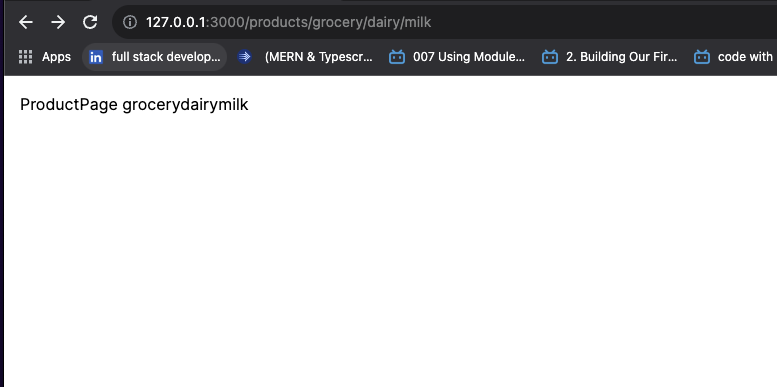 127.0.0.1:3000/products/grocery/dairy/milk
Apps in full stack develop... (MERN & Typescr... 007 Using Module... 2. Building Our Fir... code with
ProductPage grocerydairymilk